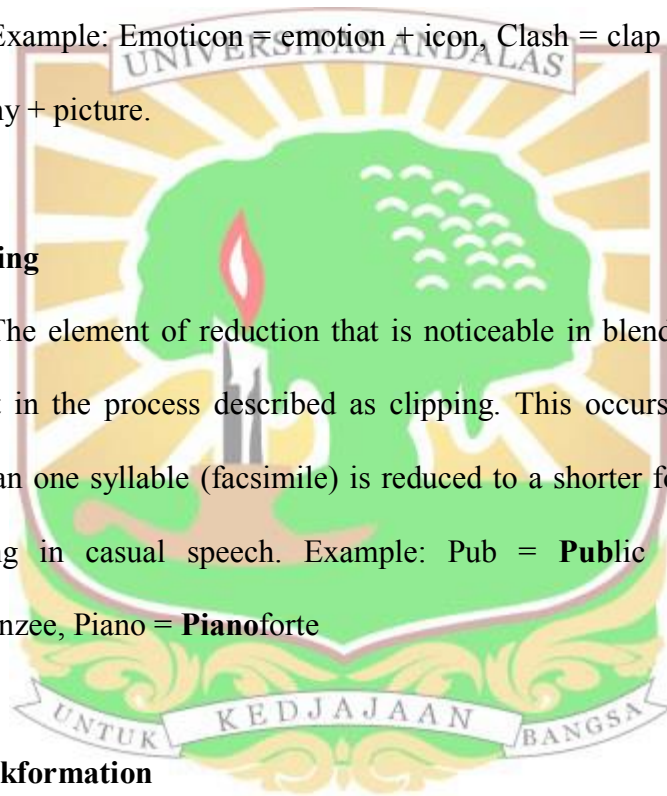 Example: Emoticon = emotion + icon, Clash = clap
UNIVERSITAS ANDALAS
ny + picture.
ing
The element of reduction that is noticeable in blend
t in the process described as clipping. This occurs
an one syllable (facsimile) is reduced to a shorter fo
ng in casual speech. Example: Pub = Public
nzee, Piano = Pianoforte
UNTUK KEDJAJAAN BANGSA
kformation